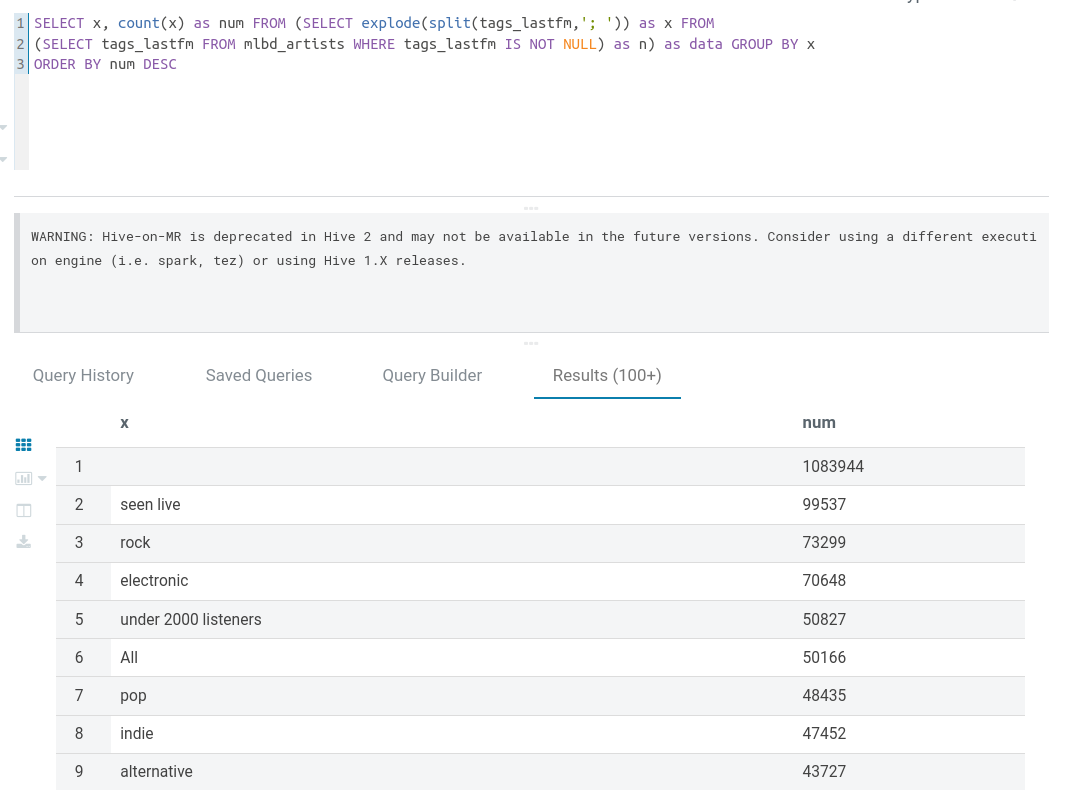 1 SELECT x, count(x) as num FROM (SELECT explode(split(tags_lastfm,'; ')) as x FROM
2 (SELECT tags_lastfm FROM mlbd_artists WHERE tags_lastfm IS NOT NULL) as n) as data GROUP BY x
3 ORDER BY num DESC
WARNING: Hive-on-MR is deprecated in Hive 2 and may not be available in the future versions. Consider using a different executi
on engine (i.e. spark, tez) or using Hive 1.X releases.
Query History Saved Queries Query Builder Results (100+)
x num
1 1083944
2 seen live 99537
3 rock 73299
4 electronic 70648
5 under 2000 listeners 50827
6 All 50166
7 pop 48435
8 indie 47452
9 alternative 43727